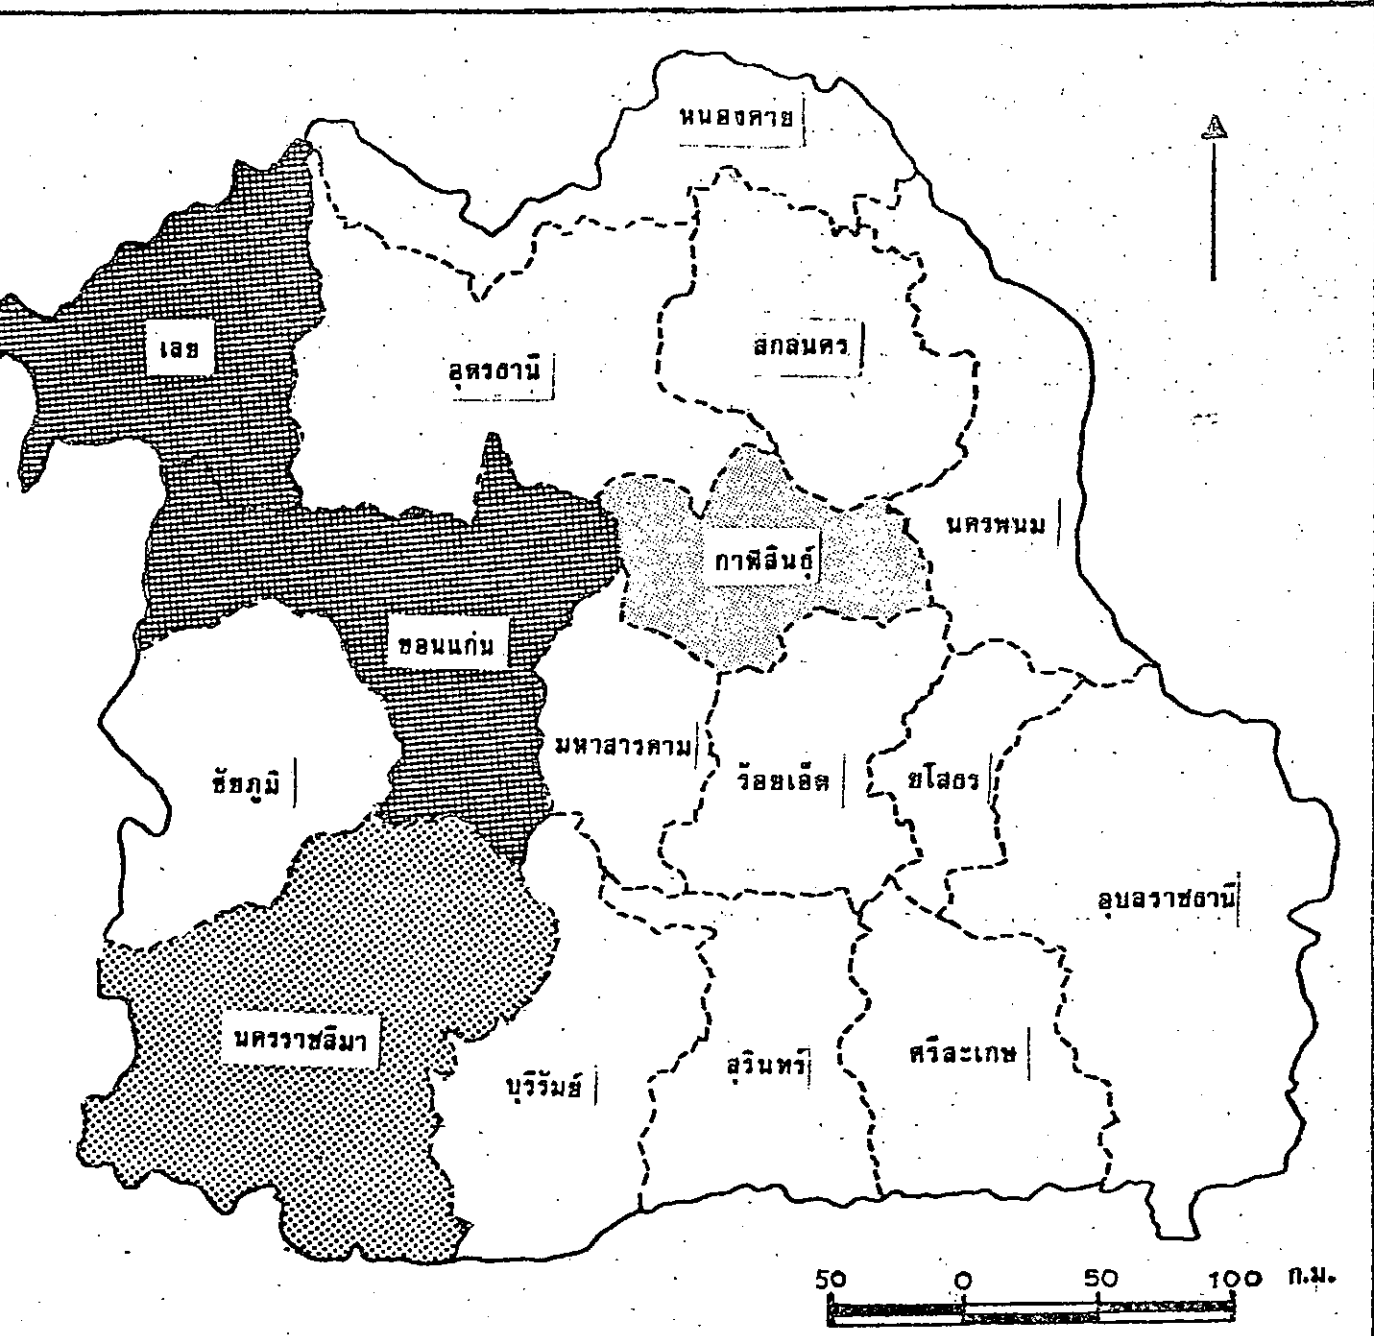 หนองคาย
เลย
อุดรธานี
สกลนคร
นครพนม
กาฬสินธุ์
ขอนแก่น
มหาสารคาม
ชัยภูมิ
ร้อยเอ็ด
ยโสธร
อุบลราชธานี
นครราชสีมา
บุรีรัมย์
สุรินทร์
ศรีสะเกษ
50 0 50 100 ก.ม.